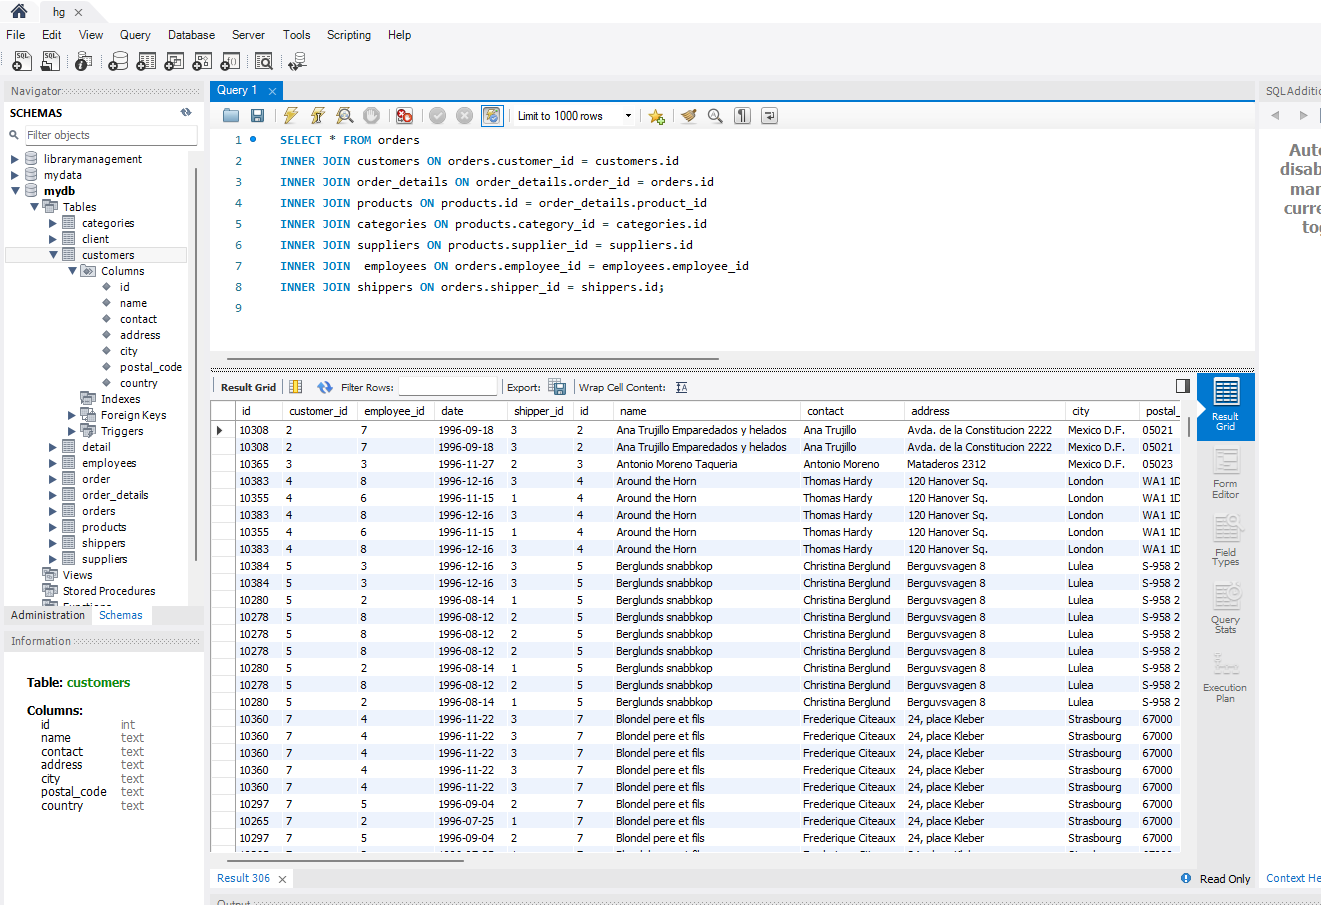 hg
File Edit View Query Database Server Tools Scripting Help
Navigator
SCHEMAS
Filter objects
librarymanagement
mydata
mydb
Tables
categories
client
customers
Columns
id
name
contact
address
city
postal_code
country
Indexes
Foreign Keys
Triggers
detail
employees
order
order_details
orders
products
shippers
suppliers
Views
Stored Procedures
Administration Schemas
Information
Table: customers
Columns:
id int
name text
contact text
address text
city text
postal_code text
country text
Query 1
Limit to 1000 rows
1 SELECT * FROM orders
2 INNER JOIN customers ON orders.customer_id = customers.id
3 INNER JOIN order_details ON order_details.order_id = orders.id
4 INNER JOIN products ON products.id = order_details.product_id
5 INNER JOIN categories ON products.category_id = categories.id
6 INNER JOIN suppliers ON products.supplier_id = suppliers.id
7 INNER JOIN  employees ON orders.employee_id = employees.employee_id
8 INNER JOIN shippers ON orders.shipper_id = shippers.id;
9
Result Grid Filter Rows: Export: Wrap Cell Content:
id customer_id employee_id date shipper_id id name contact address city postal_
10308 2 7 1996-09-18 3 2 Ana Trujillo Emparedados y helados Ana Trujillo Avda. de la Constitucion 2222 Mexico D.F. 05021
10308 2 7 1996-09-18 3 2 Ana Trujillo Emparedados y helados Ana Trujillo Avda. de la Constitucion 2222 Mexico D.F. 05021
10365 3 3 1996-11-27 2 3 Antonio Moreno Taqueria Antonio Moreno Mataderos 2312 Mexico D.F. 05023
10383 4 8 1996-12-16 3 4 Around the Horn Thomas Hardy 120 Hanover Sq. London WA1 1D
10355 4 6 1996-11-15 1 4 Around the Horn Thomas Hardy 120 Hanover Sq. London WA1 1D
10383 4 8 1996-12-16 3 4 Around the Horn Thomas Hardy 120 Hanover Sq. London WA1 1D
10355 4 6 1996-11-15 1 4 Around the Horn Thomas Hardy 120 Hanover Sq. London WA1 1D
10383 4 8 1996-12-16 3 4 Around the Horn Thomas Hardy 120 Hanover Sq. London WA1 1D
10384 5 3 1996-12-16 3 5 Berglunds snabbkop Christina Berglund Berguvsvagen 8 Lulea S-958 2
10384 5 3 1996-12-16 3 5 Berglunds snabbkop Christina Berglund Berguvsvagen 8 Lulea S-958 2
10280 5 2 1996-08-14 1 5 Berglunds snabbkop Christina Berglund Berguvsvagen 8 Lulea S-958 2
10278 5 8 1996-08-12 2 5 Berglunds snabbkop Christina Berglund Berguvsvagen 8 Lulea S-958 2
10278 5 8 1996-08-12 2 5 Berglunds snabbkop Christina Berglund Berguvsvagen 8 Lulea S-958 2
10278 5 8 1996-08-12 2 5 Berglunds snabbkop Christina Berglund Berguvsvagen 8 Lulea S-958 2
10280 5 2 1996-08-14 1 5 Berglunds snabbkop Christina Berglund Berguvsvagen 8 Lulea S-958 2
10278 5 8 1996-08-12 2 5 Berglunds snabbkop Christina Berglund Berguvsvagen 8 Lulea S-958 2
10280 5 2 1996-08-14 1 5 Berglunds snabbkop Christina Berglund Berguvsvagen 8 Lulea S-958 2
10360 7 4 1996-11-22 3 7 Blondel pere et fils Frederique Citeaux 24, place Kleber Strasbourg 67000
10360 7 4 1996-11-22 3 7 Blondel pere et fils Frederique Citeaux 24, place Kleber Strasbourg 67000
10360 7 4 1996-11-22 3 7 Blondel pere et fils Frederique Citeaux 24, place Kleber Strasbourg 67000
10360 7 4 1996-11-22 3 7 Blondel pere et fils Frederique Citeaux 24, place Kleber Strasbourg 67000
10360 7 4 1996-11-22 3 7 Blondel pere et fils Frederique Citeaux 24, place Kleber Strasbourg 67000
10297 7 5 1996-09-04 2 7 Blondel pere et fils Frederique Citeaux 24, place Kleber Strasbourg 67000
10265 7 2 1996-07-25 1 7 Blondel pere et fils Frederique Citeaux 24, place Kleber Strasbourg 67000
10297 7 5 1996-09-04 2 7 Blondel pere et fils Frederique Citeaux 24, place Kleber Strasbourg 67000
Result Grid
Form Editor
Field Types
Query Stats
Execution Plan
Result 306
Read Only
Output
SQLAdditio
Auto
disab
man
curre
tog
Context He